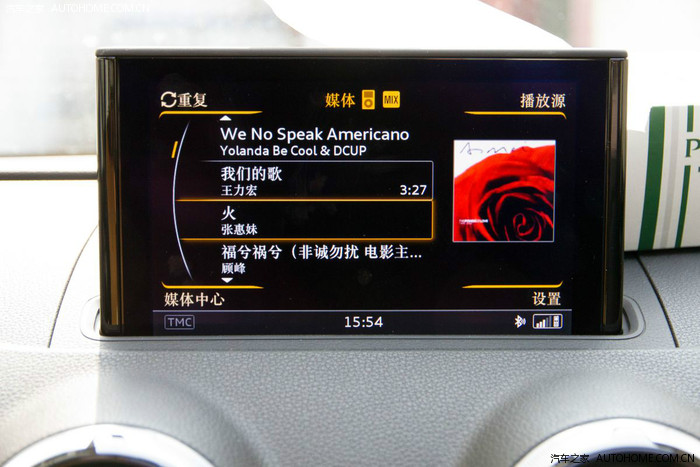 AUTOHOME.COM.CN
重复
媒体 MIX
播放源
We No Speak Americano
Yolanda Be Cool & DCUP
我们的歌
王力宏 3:27
火
张惠妹
福兮祸兮（非诚勿扰 电影主...
顾峰
媒体中心
设置
TMC 15:54
汽车之家 AUTOHOME.COM.CN